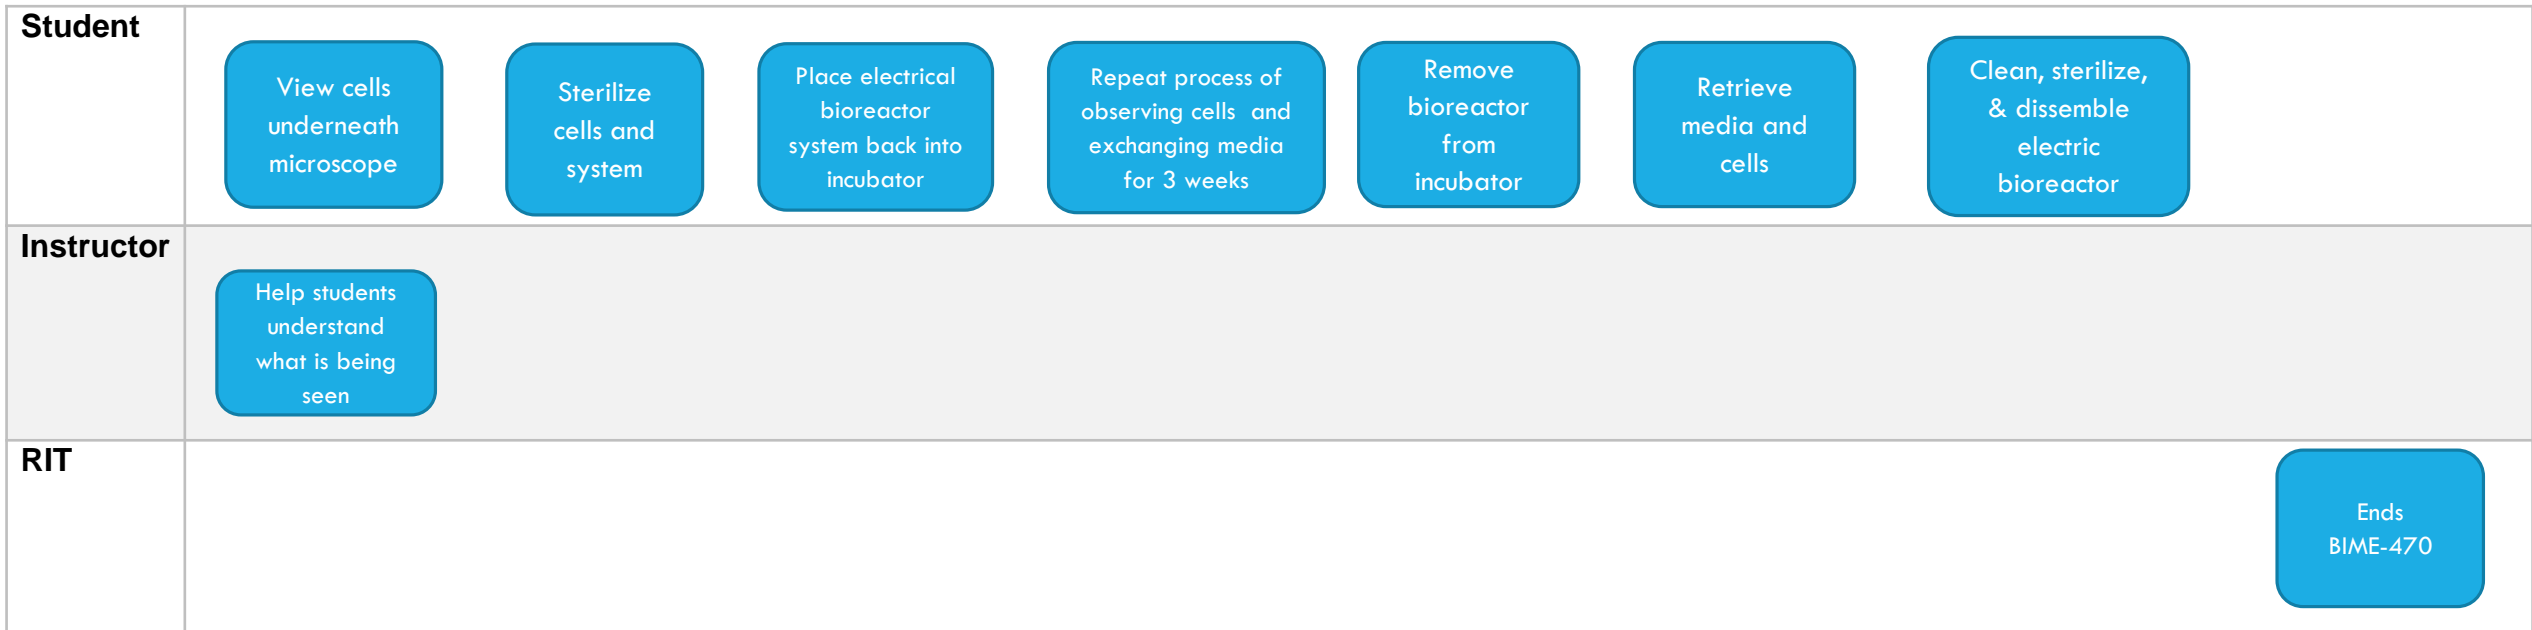 Student
View cells
underneath
microscope
Sterilize
cells and
system
Place electrical
bioreactor
system back into
incubator
Repeat process of
observing cells and
exchanging media
for 3 weeks
Remove
bioreactor
from
incubator
Retrieve
media and
cells
Clean, sterilize,
& dissemble
electric
bioreactor
Instructor
Help students
understand
what is being
seen
RIT
Ends
BIME-470